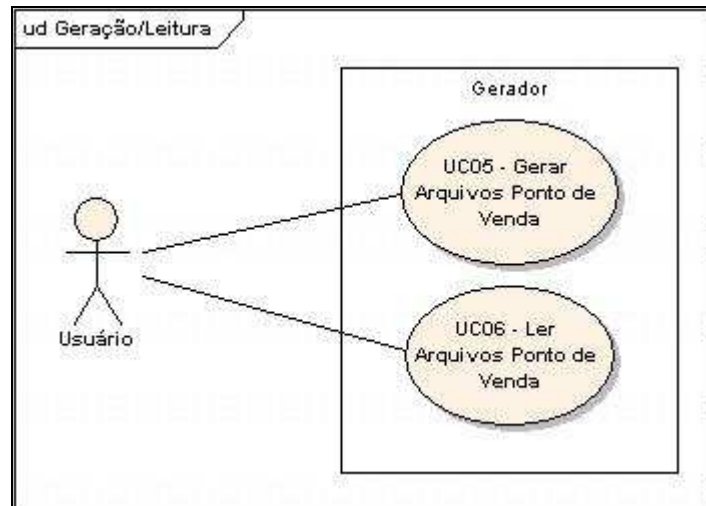 ud Geração/Leitura
Gerador
UC05 - Gerar
Arquivos Ponto de
Venda
Usuário
UC06 - Ler
Arquivos Ponto de
Venda